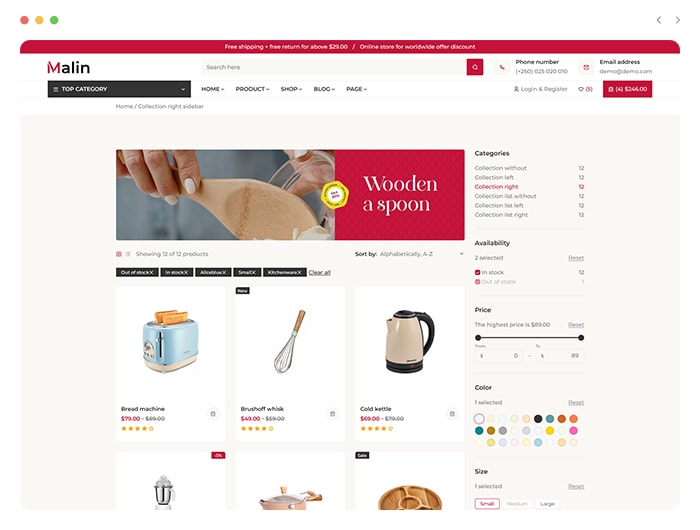 Free shipping + free return for above $29.00 / Online store for worldwide offer discount
Malin
Search here
Phone number
(+260) 025 020 010
Email address
demo@demo.com
TOP CATEGORY
HOME
PRODUCT
SHOP
BLOG
PAGE
Login & Register
(5)
(4) $246.00
Home / Collection right sidebar
Wooden
a spoon
Showing 12 of 12 products
Sort by: Alphabetically, A-Z
Out of stock
In stock
Aliceblue
Small
Kitchenware
Clear all
New
Bread machine
$79.00 - $89.00
Brushoff whisk
$49.00 - $59.00
Cold kettle
$69.00 - $79.00
-5%
Sale
Categories
Collection without 12
Collection left 12
Collection right 12
Collection list without 12
Collection list left 12
Collection list right 12
Availability
2 selected Reset
In stock 12
Out of stock 1
Price
The highest price is $89.00 Reset
From
To
$ 0 - $ 89
Color
1 selected Reset
Size
1 selected Reset
Small Medium Large